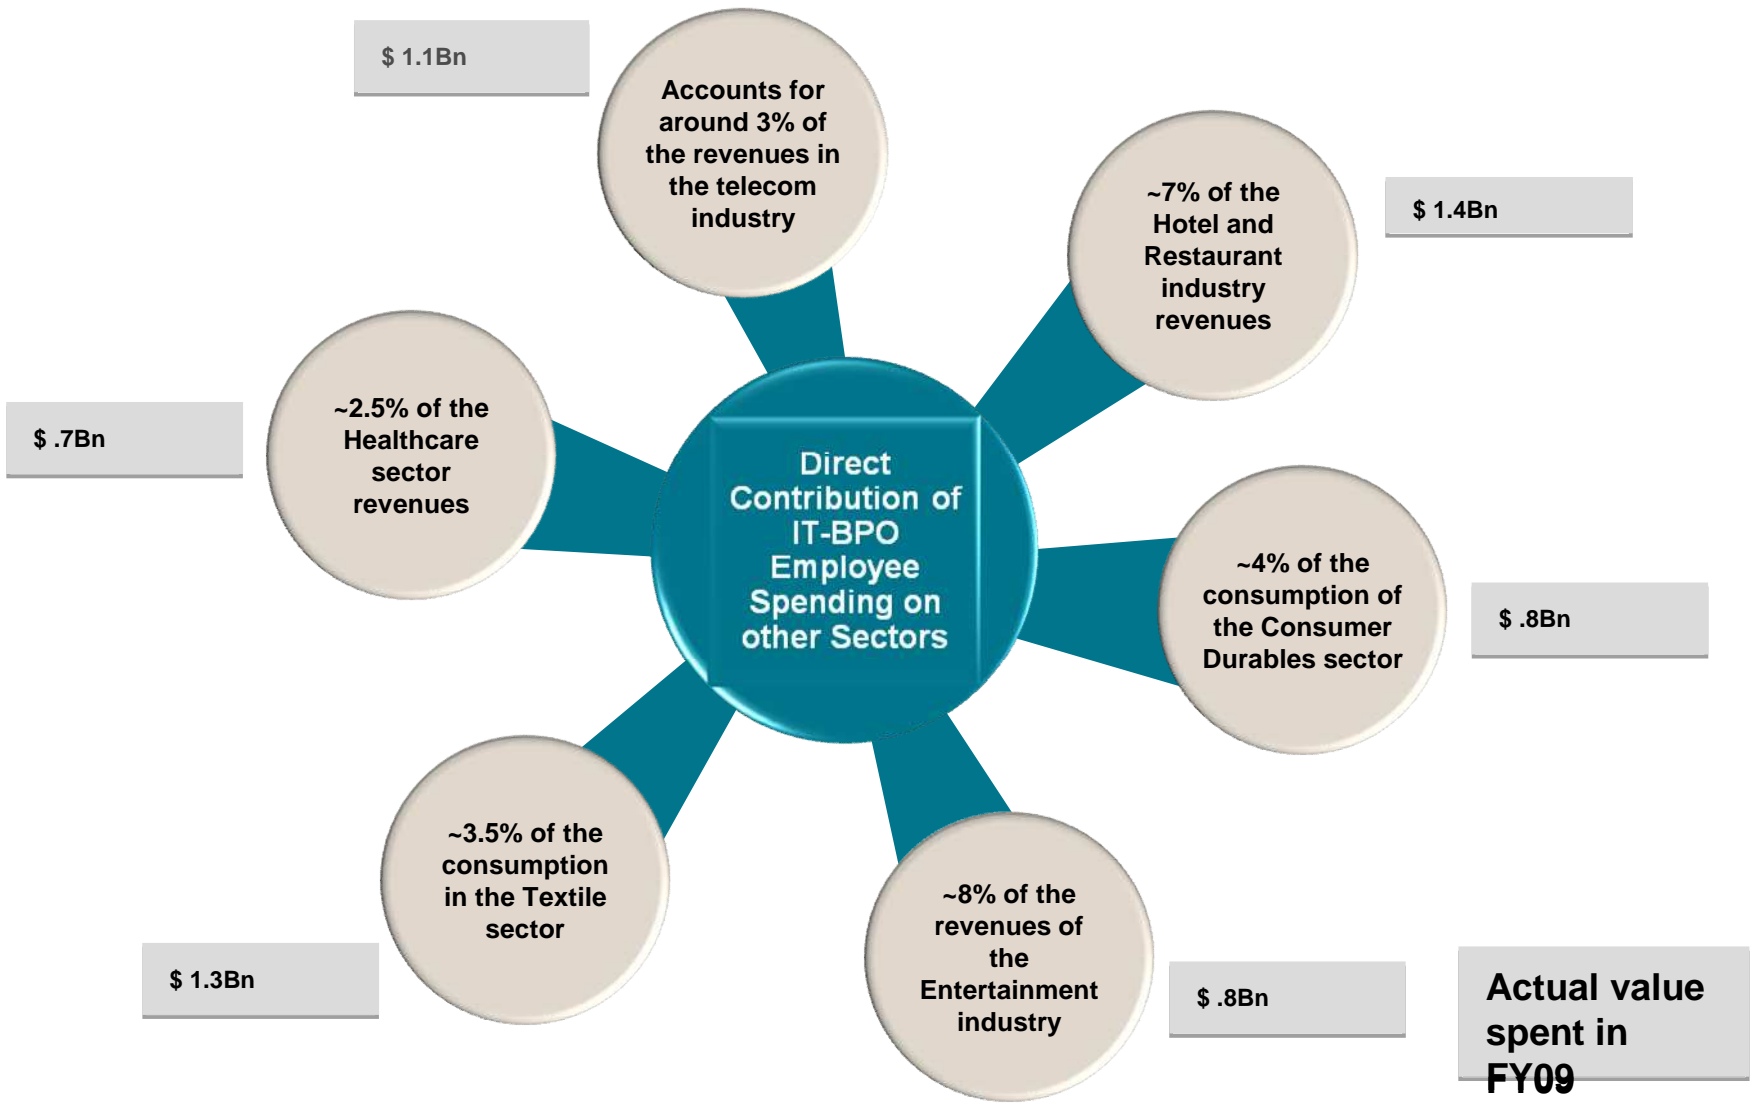 $ 1.1Bn
Accounts for
around 3% of
the revenues in
the telecom
industry
~7% of the
Hotel and
Restaurant
industry
revenues
$ 1.4Bn
~2.5% of the
Healthcare
sector
revenues
$ .7Bn
Direct
Contribution of
IT-BPO
Employee
Spending on
other Sectors
~4% of the
consumption of
the Consumer
Durables sector
$ .8Bn
~3.5% of the
consumption
in the Textile
sector
$ 1.3Bn
~8% of the
revenues of
the
Entertainment
industry
$ .8Bn
Actual value
spent in
FY09